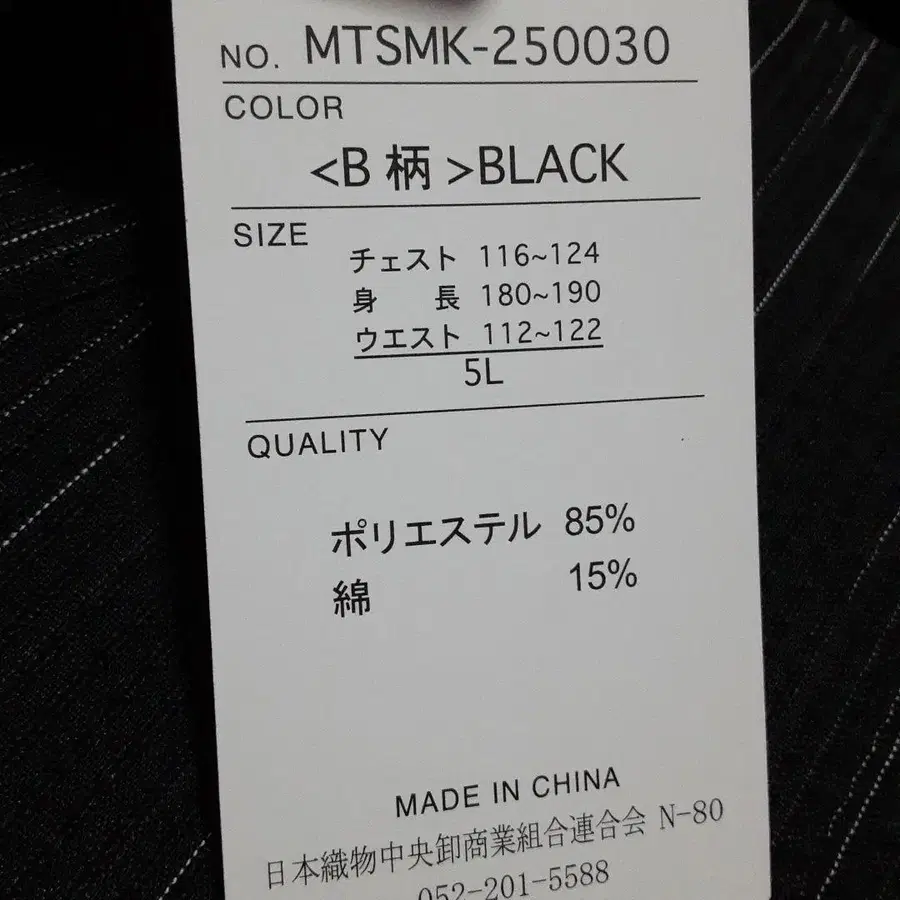 NO. MTSMK-250030
COLOR
<B 柄 >BLACK
SIZE
チェスト 116~124
身 長 180~190
ウエスト 112~122
5L
QUALITY
ポリエステル 85%
綿 15%
MADE IN CHINA
日本織物中央卸商業組合連合会 N-80
052-201-5588